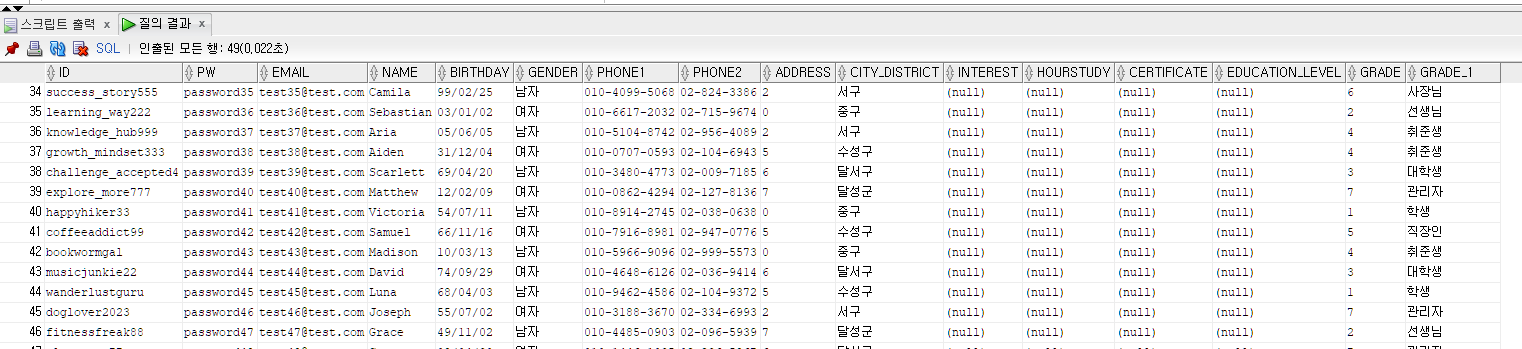 스크립트 출력 x 질의 결과 x
SQL | 인출된 모든 행: 49(0,022초)
ID PW EMAIL NAME BIRTHDAY GENDER PHONE1 PHONE2 ADDRESS CITY_DISTRICT INTEREST HOURSTUDY CERTIFICATE EDUCATION_LEVEL GRADE GRADE_1
34 success_story555 password35 test35@test.com Camila 99/02/25 남자 010-4099-5068 02-824-3386 2 서구 (null) (null) (null) (null) 6 사장님
35 learning_way222 password36 test36@test.com Sebastian 03/01/02 여자 010-6617-2032 02-715-9674 0 중구 (null) (null) (null) (null) 2 선생님
36 knowledge_hub999 password37 test37@test.com Aria 05/06/05 남자 010-5104-8742 02-956-4089 2 서구 (null) (null) (null) (null) 4 취준생
37 growth_mindset333 password38 test38@test.com Aiden 31/12/04 여자 010-0707-0593 02-104-6943 5 수성구 (null) (null) (null) (null) 4 취준생
38 challenge_accepted4 password39 test39@test.com Scarlett 69/04/20 남자 010-3480-4773 02-009-7185 6 달서구 (null) (null) (null) (null) 3 대학생
39 explore_more777 password40 test40@test.com Matthew 12/02/09 여자 010-0862-4294 02-127-8136 7 달성군 (null) (null) (null) (null) 7 관리자
40 happyhiker33 password41 test41@test.com Victoria 54/07/11 남자 010-8914-2745 02-038-0638 0 중구 (null) (null) (null) (null) 1 학생
41 coffeeaddict99 password42 test42@test.com Samuel 66/11/16 여자 010-7916-8981 02-947-0776 5 수성구 (null) (null) (null) (null) 5 직장인
42 bookwormgal password43 test43@test.com Madison 10/03/13 남자 010-5966-9096 02-999-5573 0 중구 (null) (null) (null) (null) 4 취준생
43 musicjunkie22 password44 test44@test.com David 74/09/29 여자 010-4648-6126 02-036-9414 6 달서구 (null) (null) (null) (null) 3 대학생
44 wanderlustguru password45 test45@test.com Luna 68/04/03 남자 010-9462-4586 02-104-9372 5 수성구 (null) (null) (null) (null) 1 학생
45 doglover2023 password46 test46@test.com Joseph 55/07/02 여자 010-3188-3670 02-334-6993 2 서구 (null) (null) (null) (null) 7 관리자
46 fitnessfreak88 password47 test47@test.com Grace 49/11/02 남자 010-4485-0903 02-096-5939 7 달성군 (null) (null) (null) (null) 2 선생님